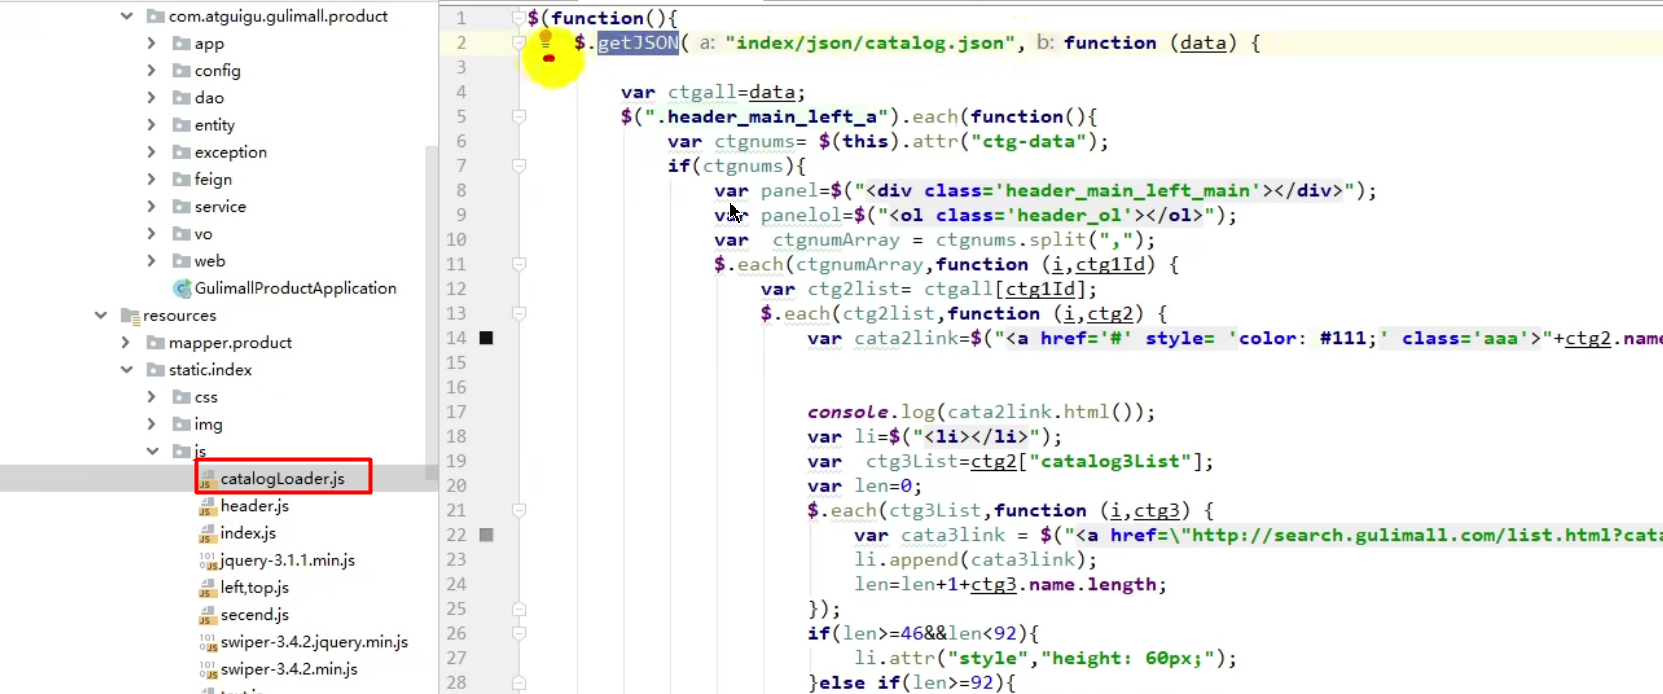 com.atguigu.gulimall.product
app
config
dao
entity
exception
feign
service
vo
web
GulimallProductApplication
resources
mapper.product
static.index
css
img
js
catalogLoader.js
header.js
index.js
jquery-3.1.1.min.js
left,top.js
secend.js
swiper-3.4.2.jquery.min.js
swiper-3.4.2.min.js
1 $(function(){
2 $.getJSON( a: "index/json/catalog.json", b: function (data) {
3
4 var ctgall=data;
5 $(".header_main_left_a").each(function(){
6 var ctgnums= $(this).attr("ctg-data");
7 if(ctgnums){
8 var panel=$("<div class='header_main_left_main'></div>");
9 var panelol=$("<ol class='header_ol'></ol>");
10 var ctgnumArray = ctgnums.split(",");
11 $.each(ctgnumArray,function (i,ctg1Id) {
12 var ctg2list= ctgall[ctg1Id];
13 $.each(ctg2list,function (i,ctg2) {
14 var cata2link=$("<a href='#' style= 'color: #111;' class='aaa'>"+ctg2.name
15
16
17 console.log(cata2link.html());
18 var li=$("<li></li>");
19 var ctg3List=ctg2["catalog3List"];
20 var len=0;
21 $.each(ctg3List,function (i,ctg3) {
22 var cata3link = $("<a href=\"http://search.gulimall.com/list.html?cata
23 li.append(cata3link);
24 len=len+1+ctg3.name.length;
25 });
26 if(len>=46&&len<92){
27 li.attr("style","height: 60px;");
28 }else if(len>=92){